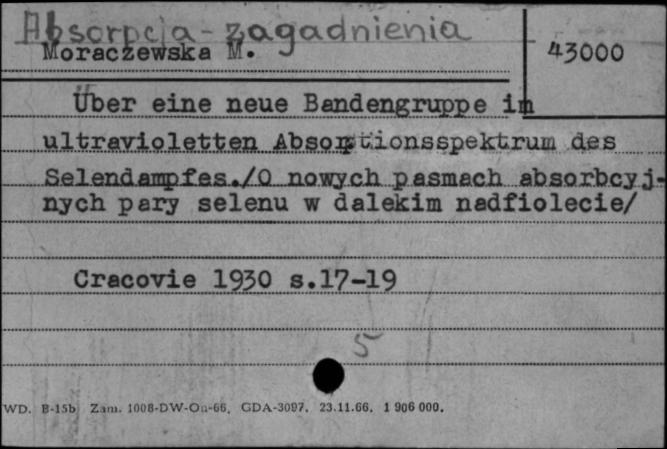 Absorpcja - zagadnienia
Moraczewska M.
43000
Über eine neue Bandengruppe im
ultravioletten Absorptionsspektrum des
Selendampfes./O nowych pasmach absorbcyj-
nych pary selenu w dalekim nadfiolecie/
Cracovie 1930 s.17-19
5
WD. B-15b Zam. 1008-DW-Ou-66, GDA-3097, 23.11.66. 1 906 000.